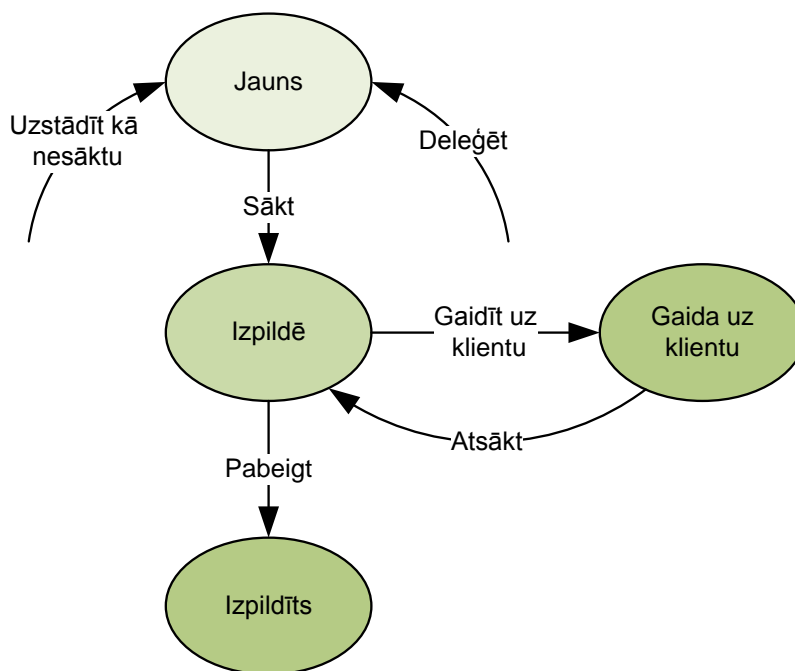 Jauns
Uzstādīt kā
nesāktu
Deleģēt
Sākt
Izpildē
Gaidīt uz
klientu
Gaida uz
klientu
Atsākt
Pabeigt
Izpildīts